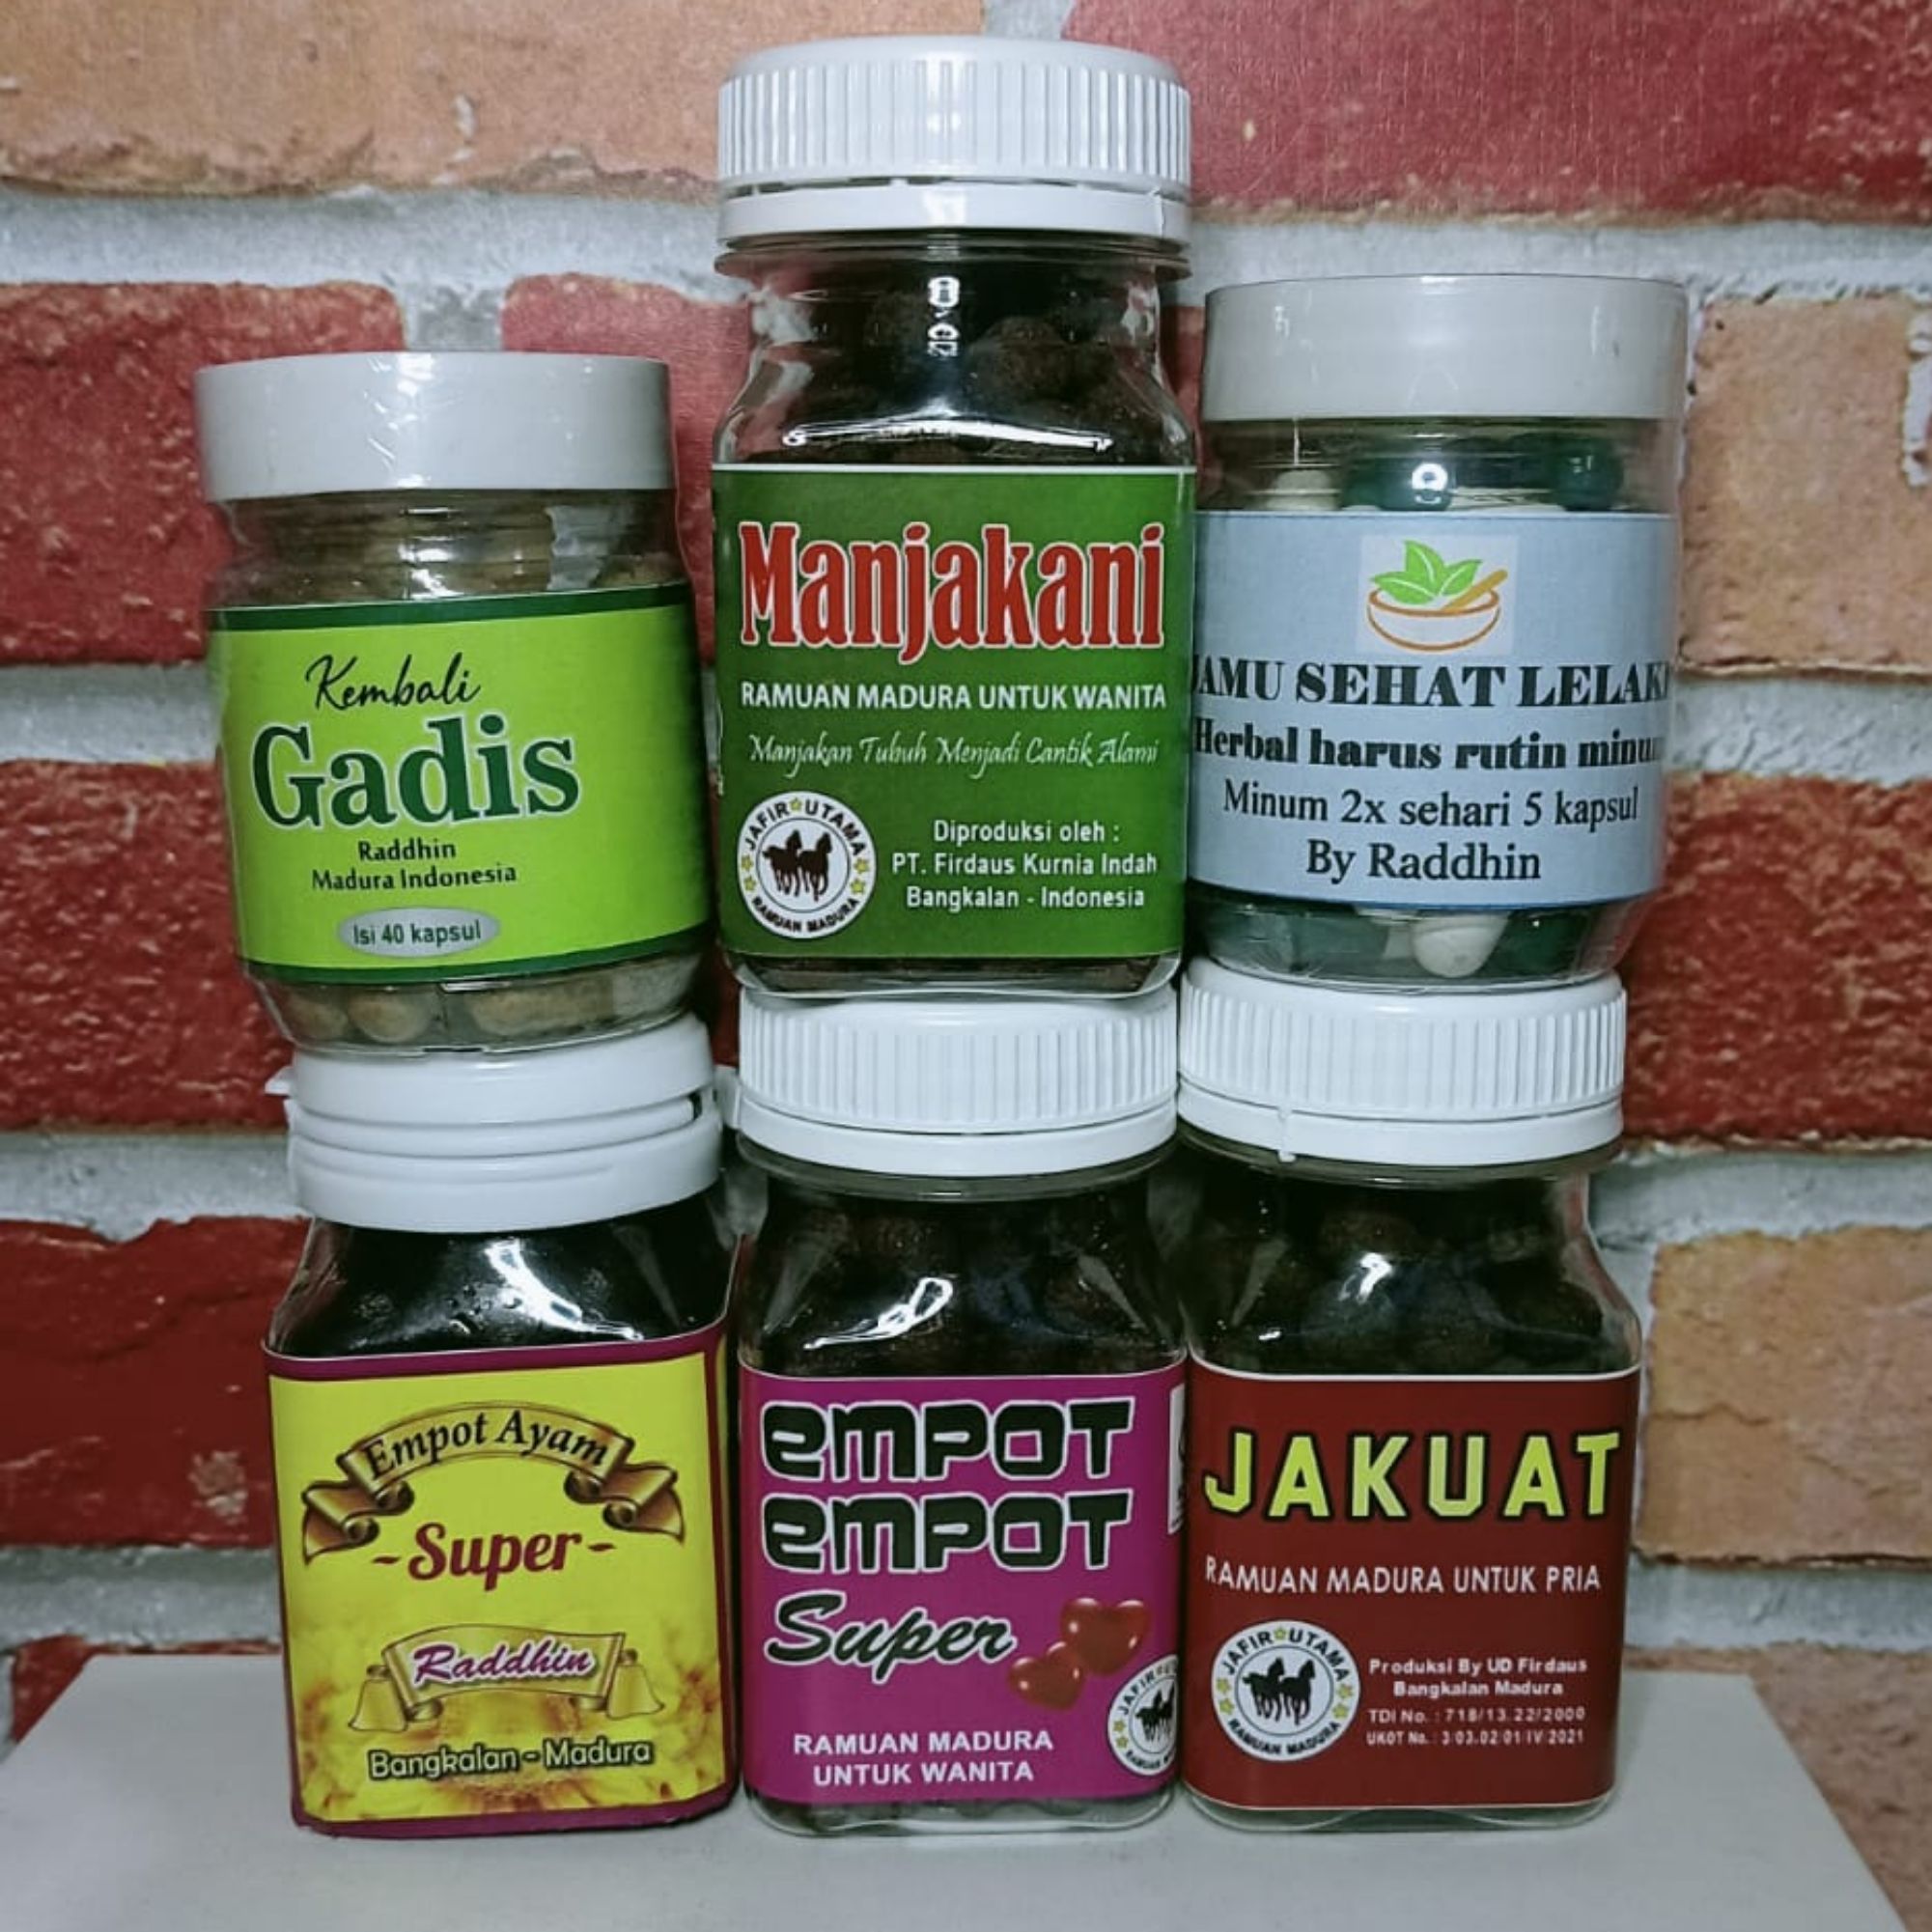 Kembali
Gadis
Raddhin
Madura Indonesia
Isi 40 kapsul
Manjakani
RAMUAN MADURA UNTUK WANITA
Manjakan Tubuh Menjadi Cantik Alami
JAFIR UTAMA
RAMUAN MADURA
Diproduksi oleh :
PT. Firdaus Kurnia Indah
Bangkalan - Indonesia
JAMU SEHAT LELAKI
Herbal harus rutin minum
Minum 2x sehari 5 kapsul
By Raddhin
Empot Ayam
-Super-
Raddhin
Bangkalan - Madura
EMPOT
EMPOT
Super
RAMUAN MADURA
UNTUK WANITA
JAKUAT
RAMUAN MADURA UNTUK PRIA
JAFIR UTAMA
RAMUAN MADURA
Produksi By UD Firdaus
Bangkalan Madura
TDI No. : 718/13.22/2000
UKOT No. : 3/03.02/01/IV/2021